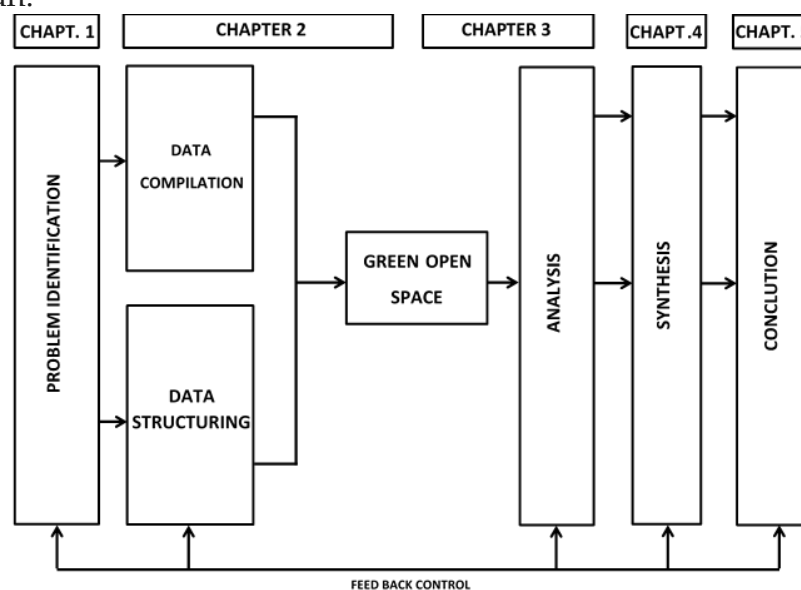 CHAPT. 1
CHAPTER 2
CHAPTER 3
CHAPT .4
CHAPT.
PROBLEM IDENTIFICATION
DATA
COMPILATION
DATA
STRUCTURING
GREEN OPEN
SPACE
ANALYSIS
SYNTHESIS
CONCLUTION
FEED BACK CONTROL